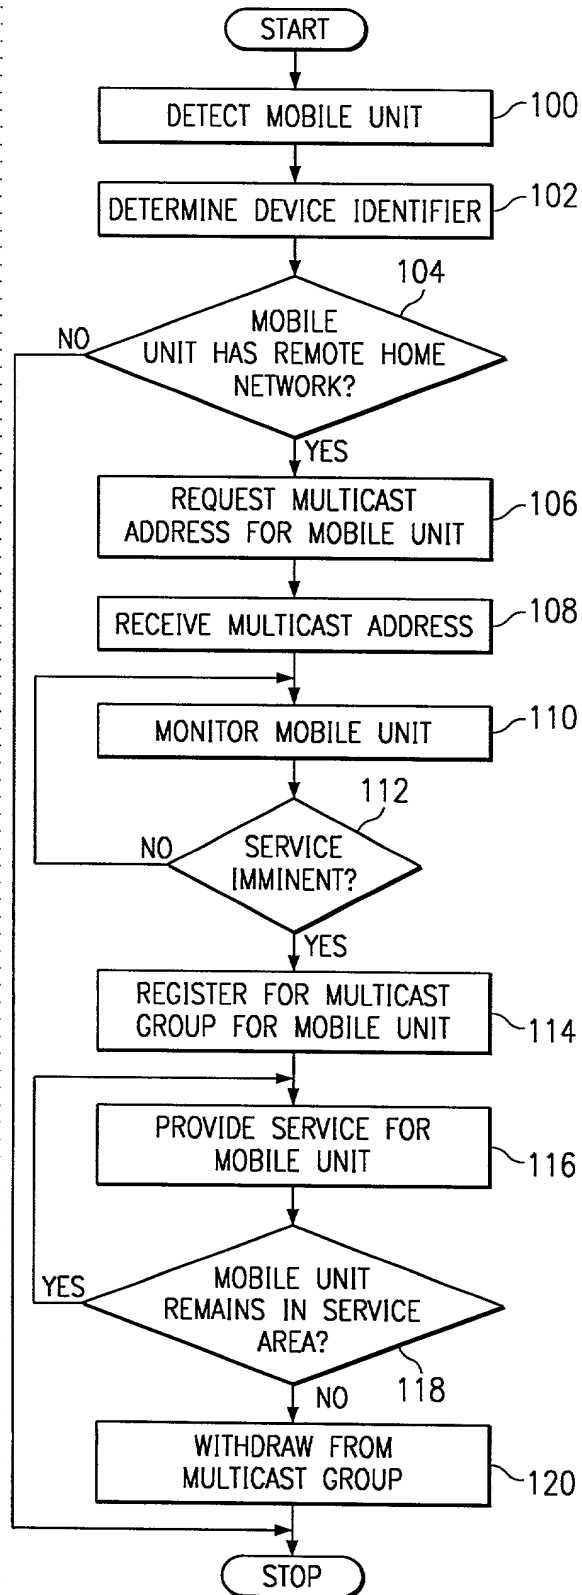 START
DETECT MOBILE UNIT
100
DETERMINE DEVICE IDENTIFIER
102
104
MOBILE
UNIT HAS REMOTE HOME
NETWORK?
NO
YES
REQUEST MULTICAST
ADDRESS FOR MOBILE UNIT
106
RECEIVE MULTICAST ADDRESS
108
MONITOR MOBILE UNIT
110
112
SERVICE
IMMINENT?
NO
YES
REGISTER FOR MULTICAST
GROUP FOR MOBILE UNIT
114
PROVIDE SERVICE FOR
MOBILE UNIT
116
MOBILE UNIT
REMAINS IN SERVICE
AREA?
YES
118
NO
WITHDRAW FROM
MULTICAST GROUP
120
STOP